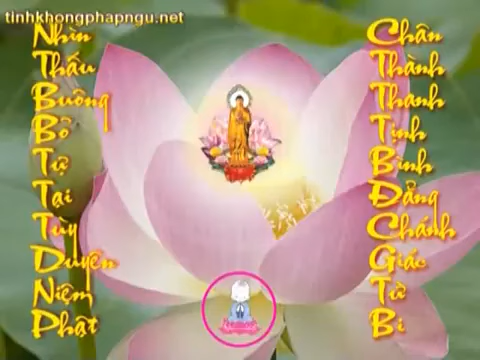 tinhkhongphapngu.net
Nhìn
Thấu
Buông
Bỏ
Tự
Tại
Tùy
Duyên
Niệm
Phật
Chân
Thành
Thanh
Tịnh
Bình
Đẳng
Chánh
Giác
Từ
Bi